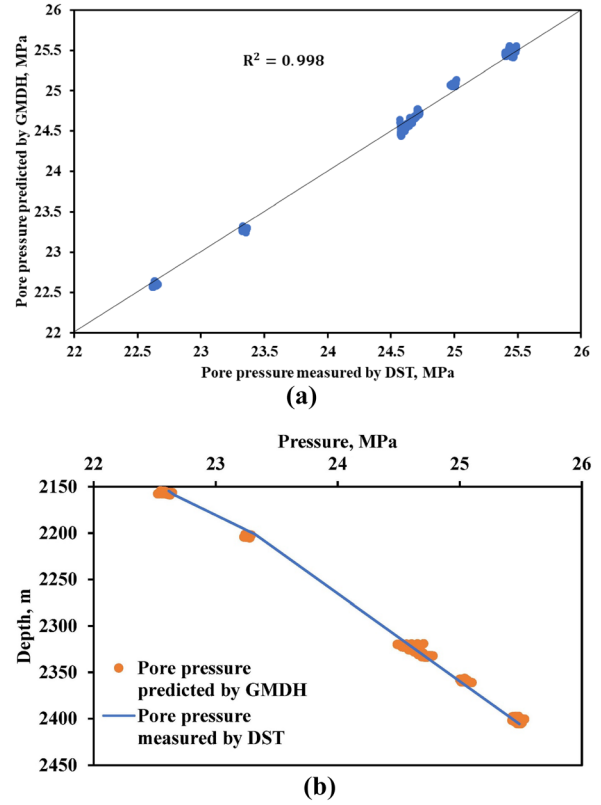 26
25.5
25
24.5
24
23.5
23
22.5
22
Pore pressure predicted by GMDH, MPa
R² = 0.998
22 22.5 23 23.5 24 24.5 25 25.5 26
Pore pressure measured by DST, MPa
(a)
Pressure, MPa
22 23 24 25 26
2150
2200
2250
2300
2350
2400
2450
Depth, m
Pore pressure
predicted by GMDH
Pore pressure
measured by DST
(b)